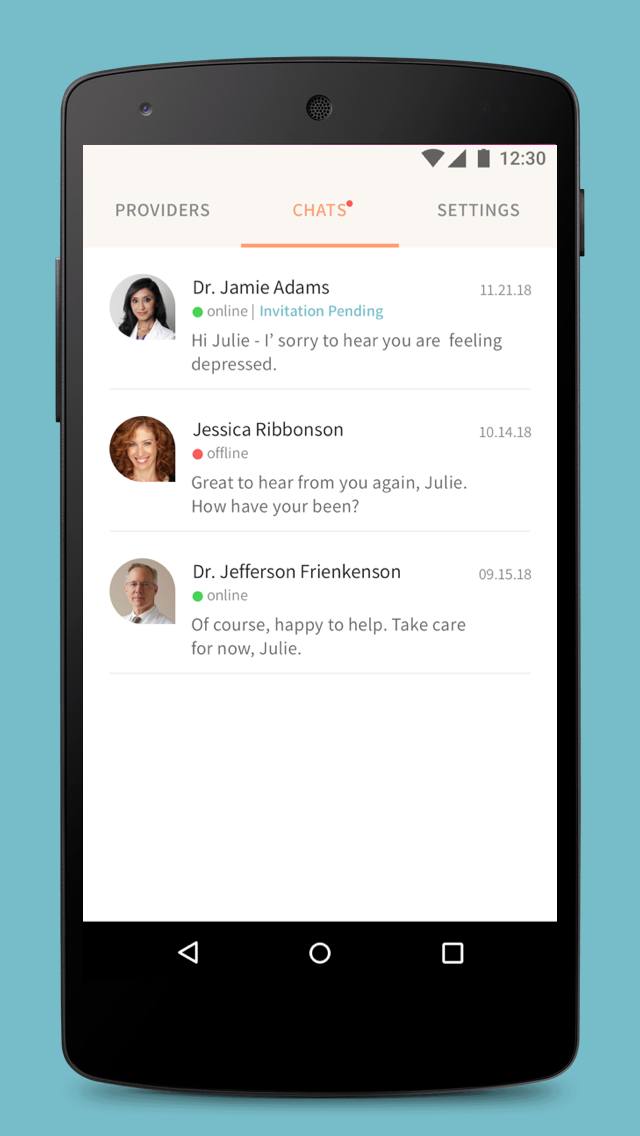 12:30
PROVIDERS CHATS SETTINGS
Dr. Jamie Adams 11.21.18
online | Invitation Pending
Hi Julie - I’ sorry to hear you are feeling
depressed.
Jessica Ribbonson 10.14.18
offline
Great to hear from you again, Julie.
How have your been?
Dr. Jefferson Frienkenson 09.15.18
online
Of course, happy to help. Take care
for now, Julie.